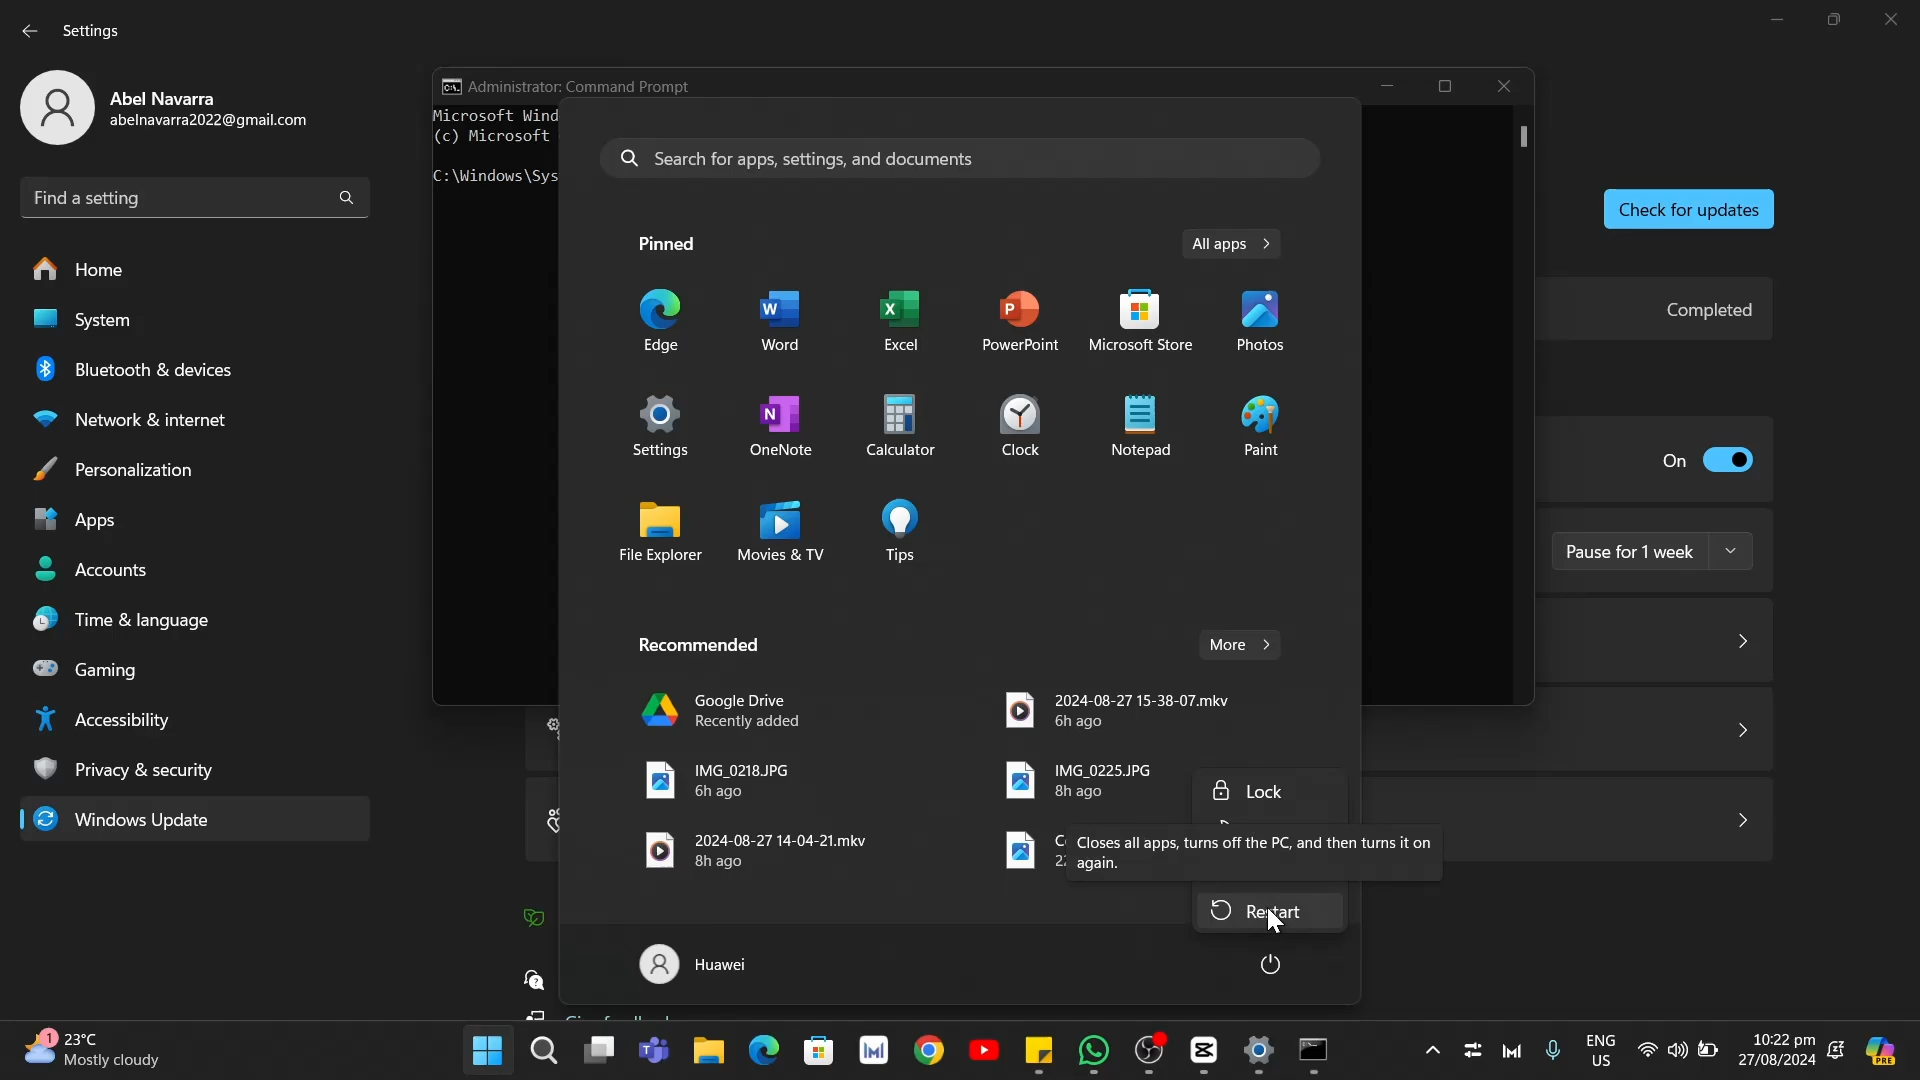 Settings
Abel Navarra
abelnavarra2022@gmail.com
Find a setting
Home
System
Bluetooth & devices
Network & internet
Personalization
Apps
Accounts
Time & language
Gaming
Accessibility
Privacy & security
Windows Update
Administrator: Command Prompt
Microsoft Wind
(c) Microsoft
C:\Windows\Sys
Search for apps, settings, and documents
Pinned
All apps
Edge
Word
Excel
PowerPoint
Microsoft Store
Photos
Settings
OneNote
Calculator
Clock
Notepad
Paint
File Explorer
Movies & TV
Tips
Recommended
More
Google Drive
Recently added
2024-08-27 15-38-07.mkv
6h ago
IMG_0218.JPG
6h ago
IMG_0225.JPG
8h ago
2024-08-27 14-04-21.mkv
8h ago
Lock
Closes all apps, turns off the PC, and then turns it on
again.
Restart
Huawei
Check for updates
Completed
On
Pause for 1 week
1
23°C
Mostly cloudy
ENG
US
10:22 pm
27/08/2024
PRE